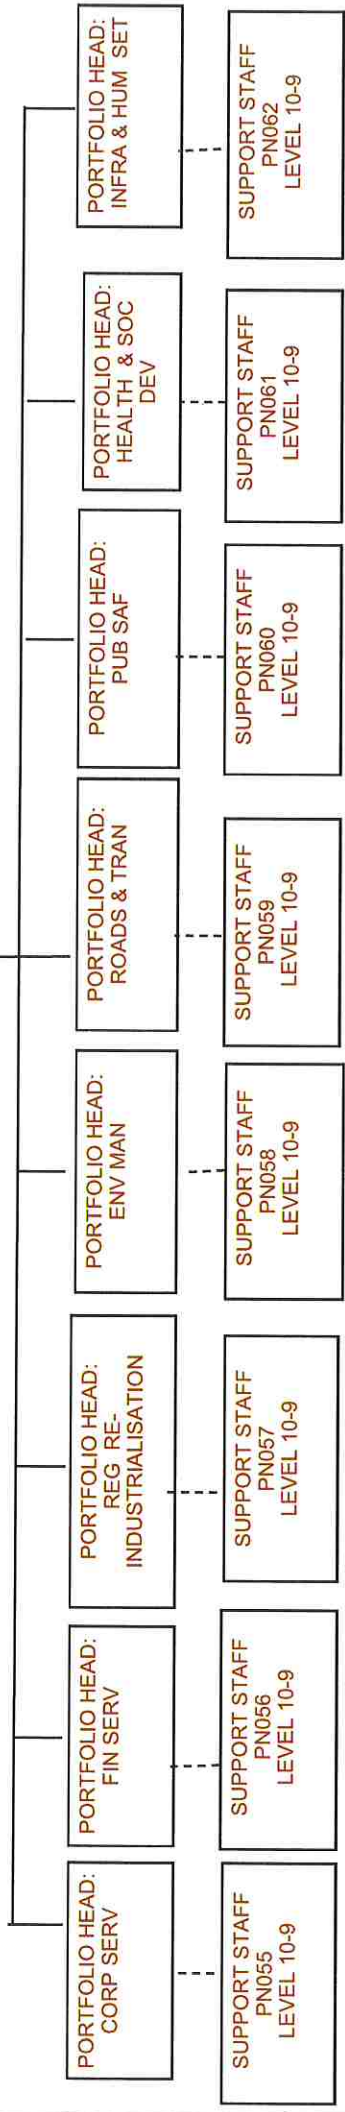 PORTFOLIO HEAD:
CORP SERV
PORTFOLIO HEAD:
FIN SERV
PORTFOLIO HEAD:
REG RE-
INDUSTRIALISATION
PORTFOLIO HEAD:
ENV MAN
PORTFOLIO HEAD:
ROADS & TRAN
PORTFOLIO HEAD:
PUB SAF
PORTFOLIO HEAD:
HEALTH & SOC
DEV
PORTFOLIO HEAD:
INFRA & HUM SET
SUPPORT STAFF
PN055
LEVEL 10-9
SUPPORT STAFF
PN056
LEVEL 10-9
SUPPORT STAFF
PN057
LEVEL 10-9
SUPPORT STAFF
PN058
LEVEL 10-9
SUPPORT STAFF
PN059
LEVEL 10-9
SUPPORT STAFF
PN060
LEVEL 10-9
SUPPORT STAFF
PN061
LEVEL 10-9
SUPPORT STAFF
PN062
LEVEL 10-9